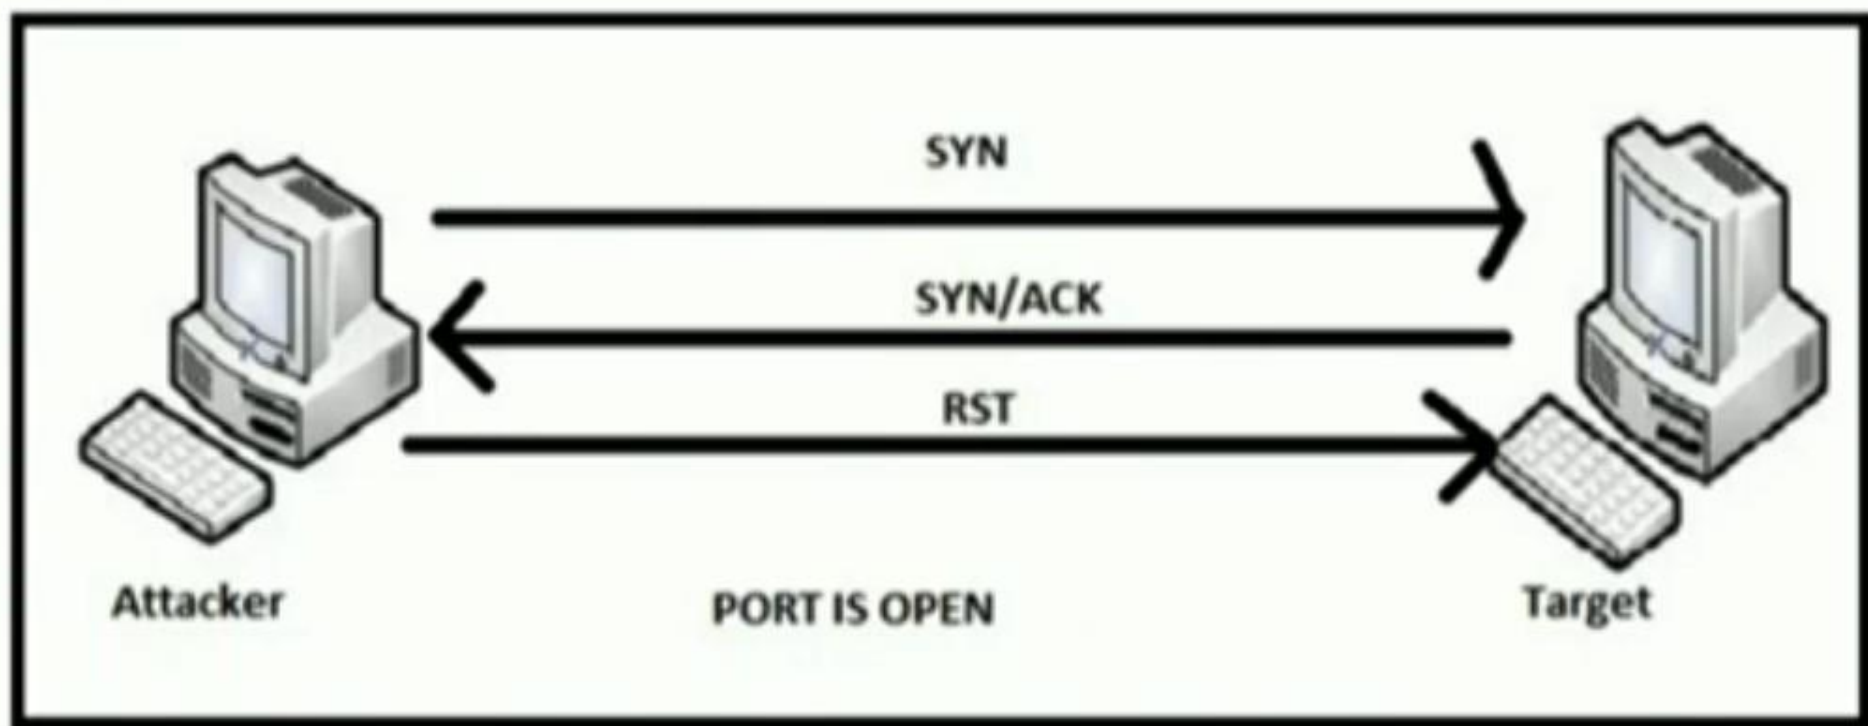 SYN
SYN/ACK
RST
Attacker
PORT IS OPEN
Target